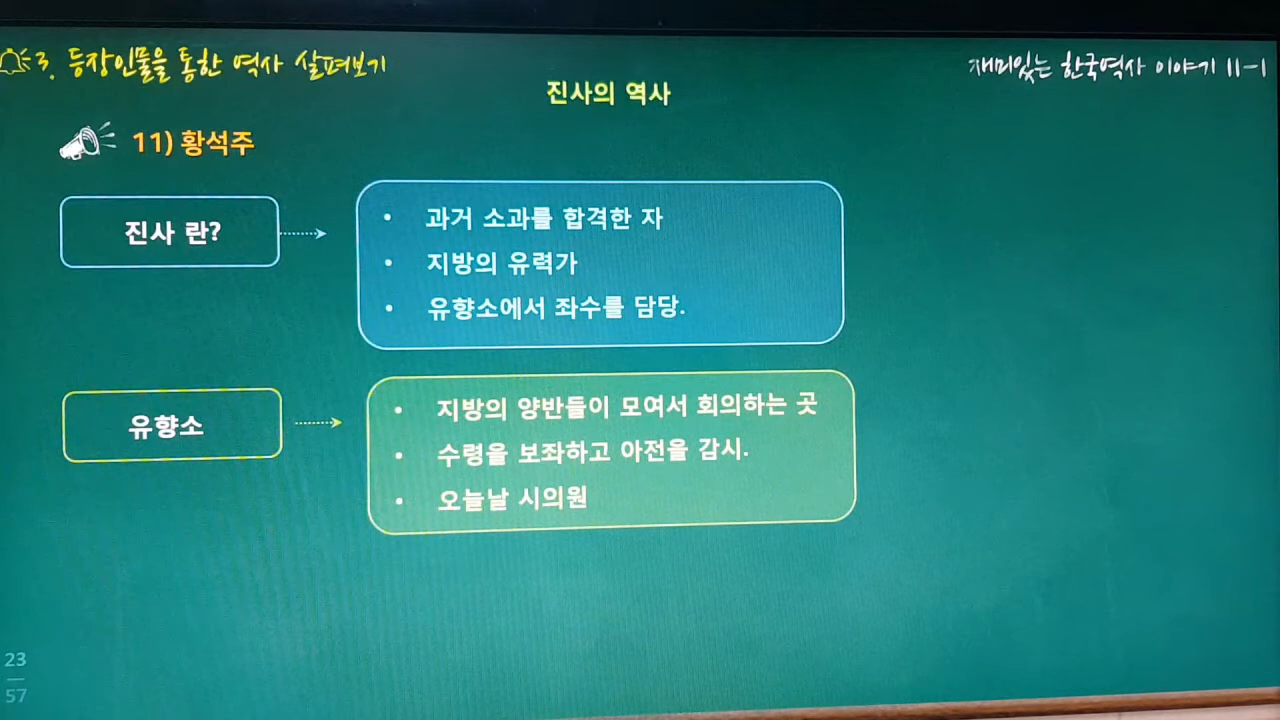 3. 등장인물을 통한 역사 살펴보기
재미있는 한국역사 이야기 11-1
진사의 역사
11) 황석주
진사 란?
• 과거 소과를 합격한 자
• 지방의 유력가
• 유향소에서 좌수를 담당.
유향소
• 지방의 양반들이 모여서 회의하는 곳
• 수령을 보좌하고 아전을 감시.
• 오늘날 시의원
23
57